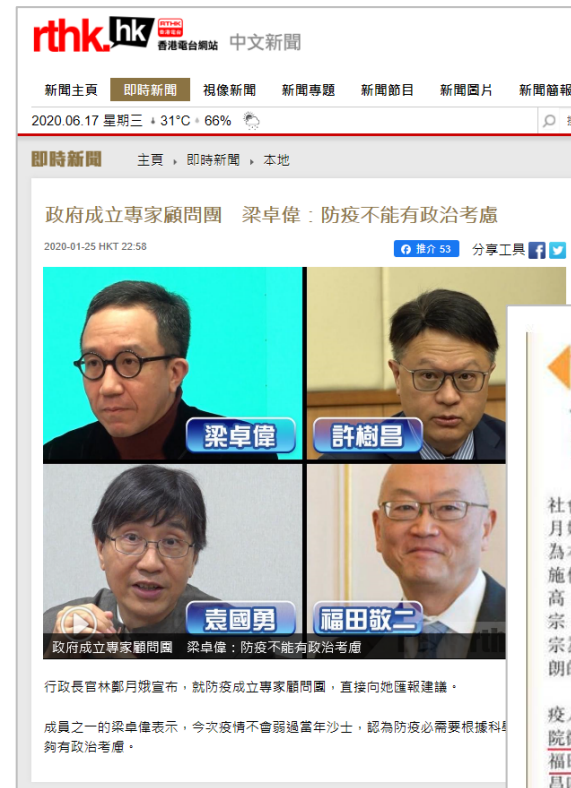 rthk.hk RTHK 香港電台 香港電台網站 中文新聞
新聞主頁 即時新聞 視像新聞 新聞專題 新聞節目 新聞圖片 新聞簡報
2020.06.17 星期三 31°C 66%
即時新聞 主頁 › 即時新聞 › 本地
政府成立專家顧問團 梁卓偉：防疫不能有政治考慮
2020-01-25 HKT 22:58
推介 53 分享工具
梁卓偉
許樹昌
袁國勇
福田敬二
政府成立專家顧問團 梁卓偉：防疫不能有政治考慮
行政長官林鄭月娥宣布，就防疫成立專家顧問團，直接向她匯報建議。
成員之一的梁卓偉表示，今次疫情不會弱過當年沙士，認為防疫必需要根據科學
夠有政治考慮。
月
為
施
高
宗
宗
朗
疫
院
福
昌